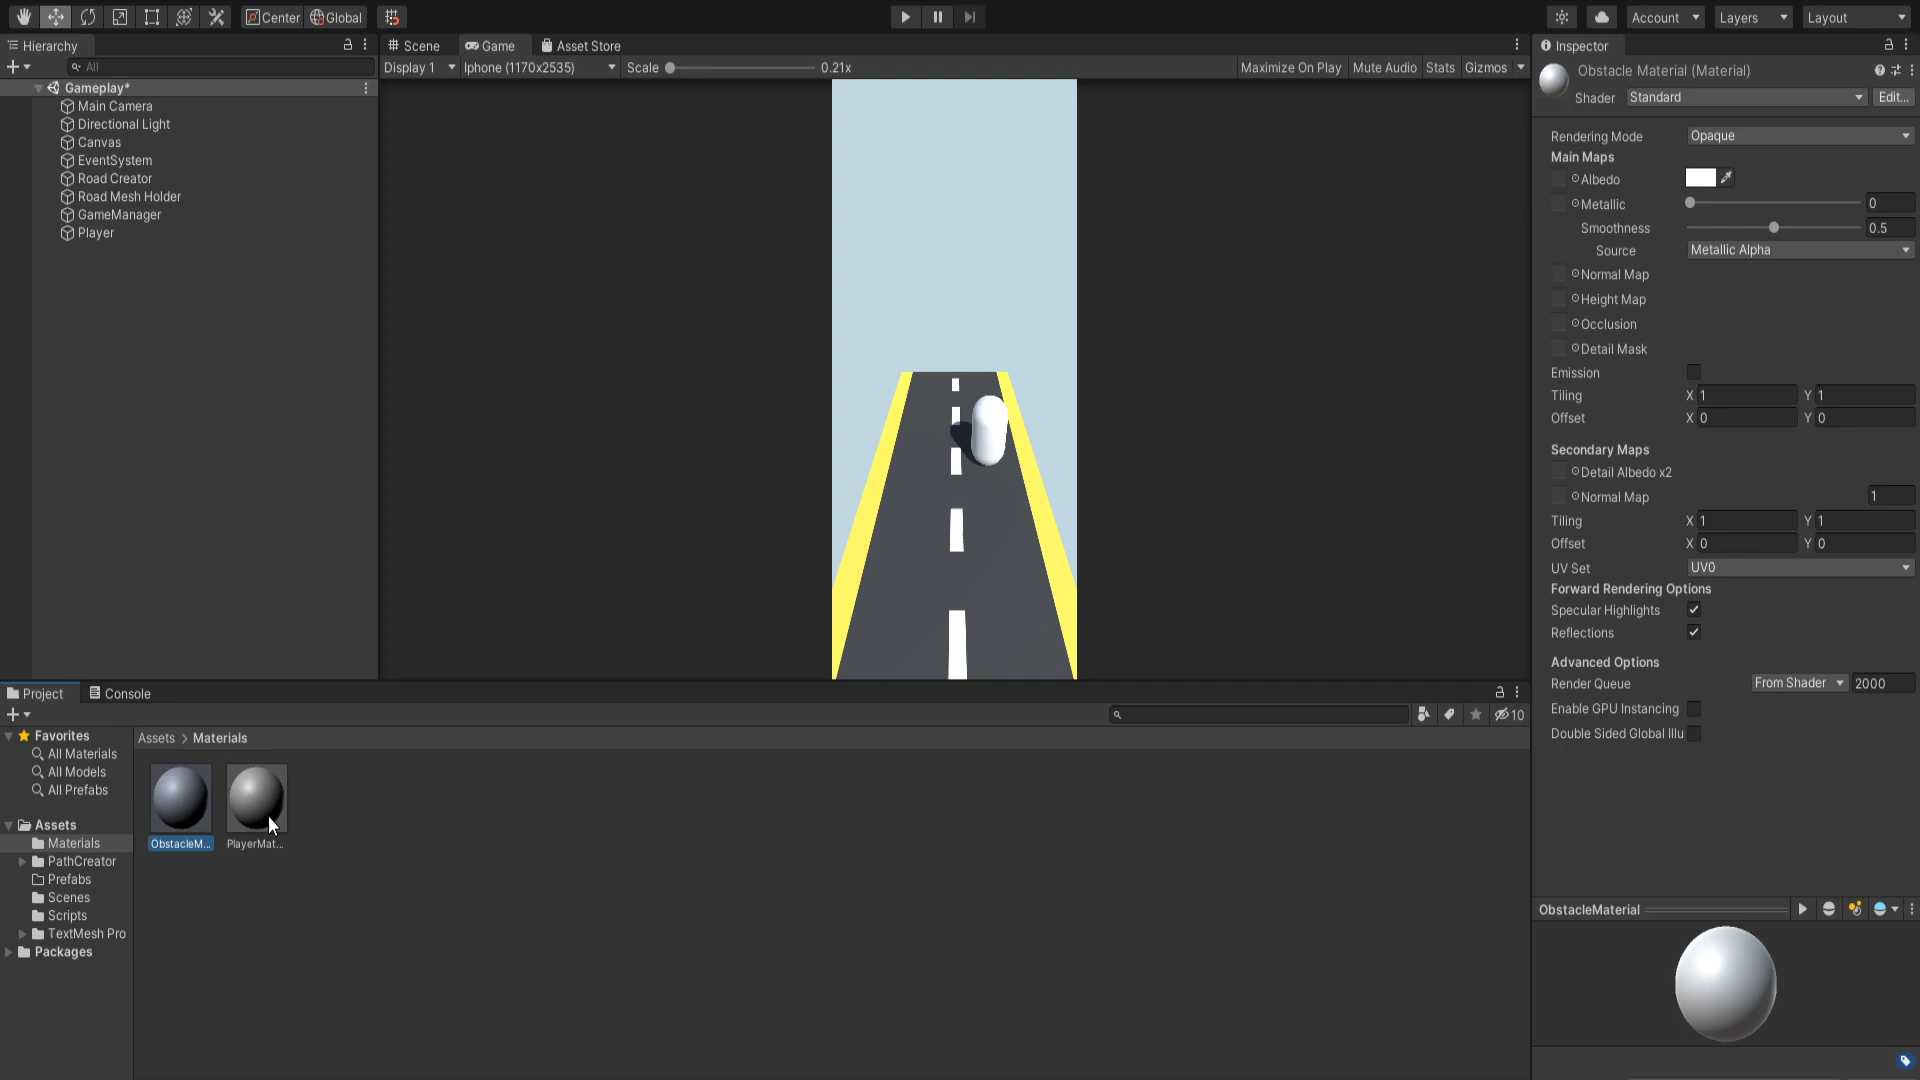 Center
Global
Account
Layers
Layout
Hierarchy
Scene
Game
Asset Store
Inspector
All
Display 1
Iphone (1170x2535)
Scale
0.21x
Maximize On Play
Mute Audio
Stats
Gizmos
Obstacle Material (Material)
Shader
Standard
Edit...
Gameplay*
Main Camera
Directional Light
Canvas
EventSystem
Road Creator
Road Mesh Holder
GameManager
Player
Rendering Mode
Opaque
Main Maps
Albedo
Metallic
0
Smoothness
0.5
Source
Metallic Alpha
Normal Map
Height Map
Occlusion
Detail Mask
Emission
Tiling X 1 Y 1
Offset X 0 Y 0
Secondary Maps
Detail Albedo x2
Normal Map
1
Tiling X 1 Y 1
Offset X 0 Y 0
UV Set
UV0
Forward Rendering Options
Specular Highlights
Reflections
Advanced Options
Render Queue
From Shader
2000
Enable GPU Instancing
Double Sided Global Illu
Project
Console
10
Favorites
All Materials
All Models
All Prefabs
Assets
Materials
PathCreator
Prefabs
Scenes
Scripts
TextMesh Pro
Packages
Assets > Materials
ObstacleM...
PlayerMat...
ObstacleMaterial